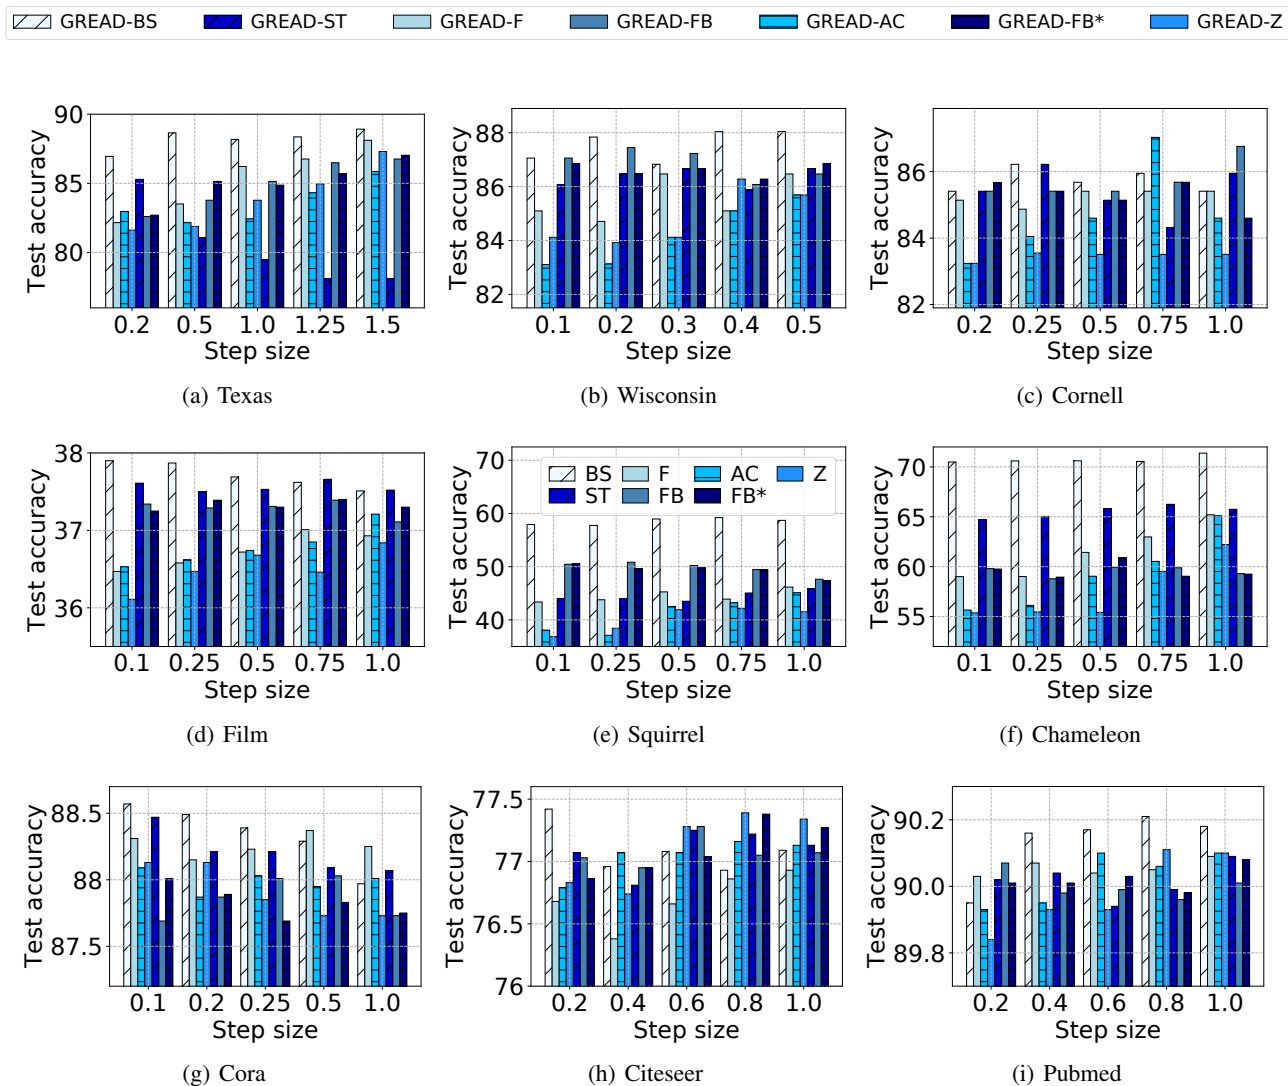 GREAD-BS GREAD-ST GREAD-F GREAD-FB GREAD-AC GREAD-FB* GREAD-Z
90
85
80
Test accuracy
0.2 0.5 1.0 1.25 1.5
Step size
(a) Texas
88
86
84
82
Test accuracy
0.1 0.2 0.3 0.4 0.5
Step size
(b) Wisconsin
86
84
82
Test accuracy
0.2 0.25 0.5 0.75 1.0
Step size
(c) Cornell
38
37
36
Test accuracy
0.1 0.25 0.5 0.75 1.0
Step size
(d) Film
70
60
50
40
Test accuracy
BS F AC Z
ST FB FB*
0.1 0.25 0.5 0.75 1.0
Step size
(e) Squirrel
70
65
60
55
Test accuracy
0.1 0.25 0.5 0.75 1.0
Step size
(f) Chameleon
88.5
88
87.5
Test accuracy
0.1 0.2 0.25 0.5 1.0
Step size
(g) Cora
77.5
77
76.5
76
Test accuracy
0.2 0.4 0.6 0.8 1.0
Step size
(h) Citeseer
90.2
90.0
89.8
Test accuracy
0.2 0.4 0.6 0.8 1.0
Step size
(i) Pubmed